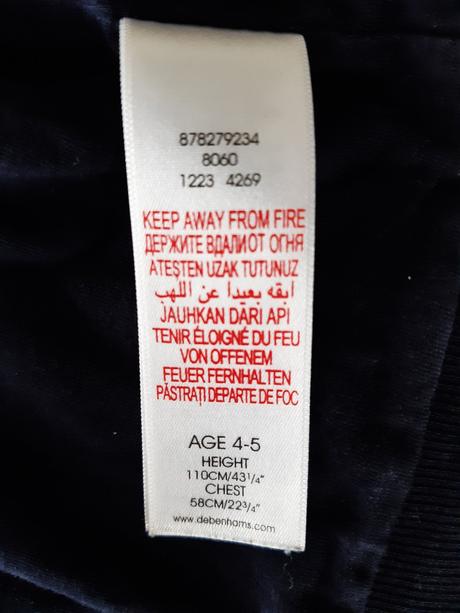 878279234
8060
1223 4269
KEEP AWAY FROM FIRE
ДЕРЖИТЕ ВДАЛИ ОТ ОГНЯ
ATEŞTEN UZAK TUTUNUZ
ابقه بعيدا عن اللهب
JAUHKAN DARI API
TENIR ÉLOIGNÉ DU FEU
VON OFFENEM
FEUER FERNHALTEN
PĂSTRAȚI DEPARTE DE FOC
AGE 4-5
HEIGHT
110CM/43¼"
CHEST
58CM/22¾"
www.debenhams.com